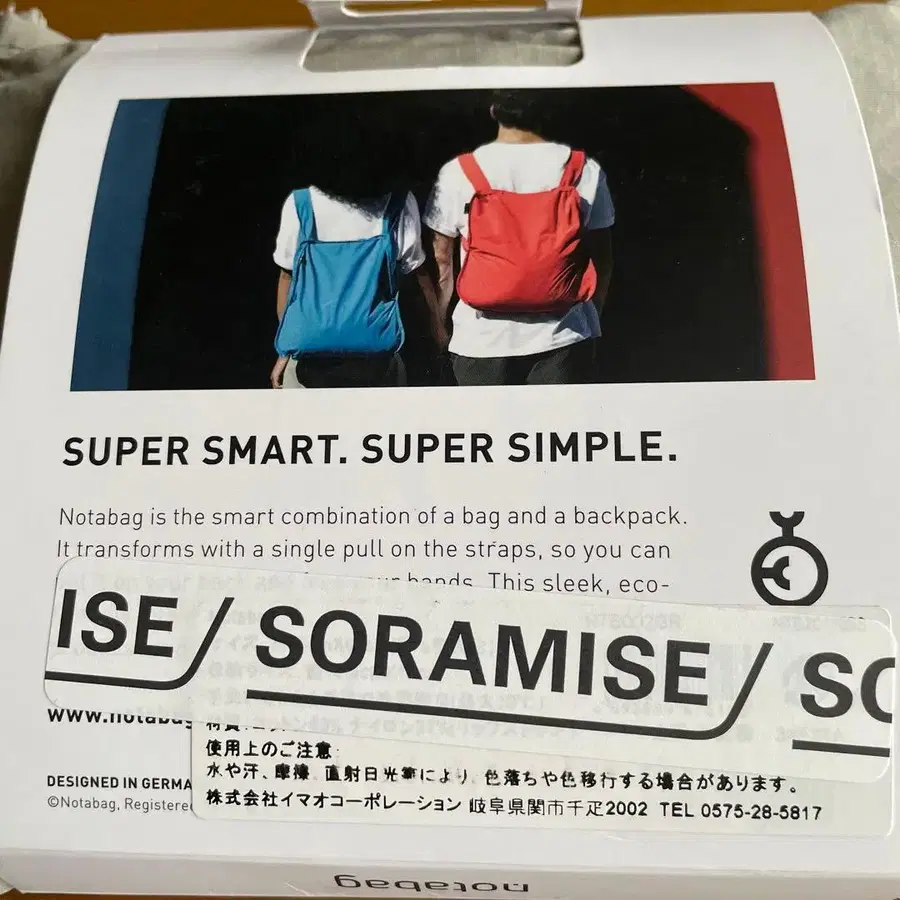 SUPER SMART. SUPER SIMPLE.
Notabag is the smart combination of a bag and a backpack.
It transforms with a single pull on the straps, so you can
your hands. This sleek, eco-
ISE / SORAMISE / SO
www.notabag
使用上のご注意:
水や汗、摩擦、直射日光等により、色落ちや色移行する場合があります。
株式会社イマオコーポレーション 岐阜県関市千疋2002 TEL 0575-28-5817
DESIGNED IN GERMA
©Notabag, Registered
notabag